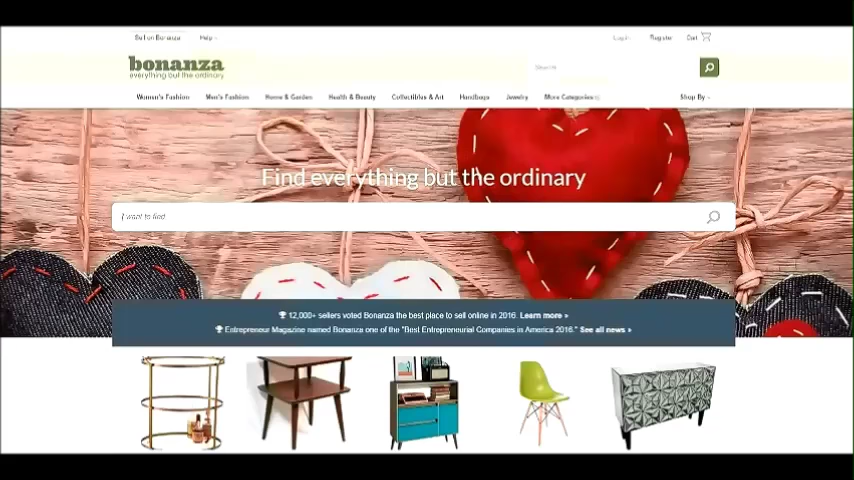 Sell on Bonanza Help
Log in Register Cart
bonanza
everything but the ordinary
Search
Women's Fashion Men's Fashion Home & Garden Health & Beauty Collectibles & Art Handbags Jewelry More Categories Shop By
Find everything but the ordinary
I want to find
12,000+ sellers voted Bonanza the best place to sell online in 2016. Learn more »
Entrepreneur Magazine named Bonanza one of the "Best Entrepreneurial Companies in America 2016." See all news »